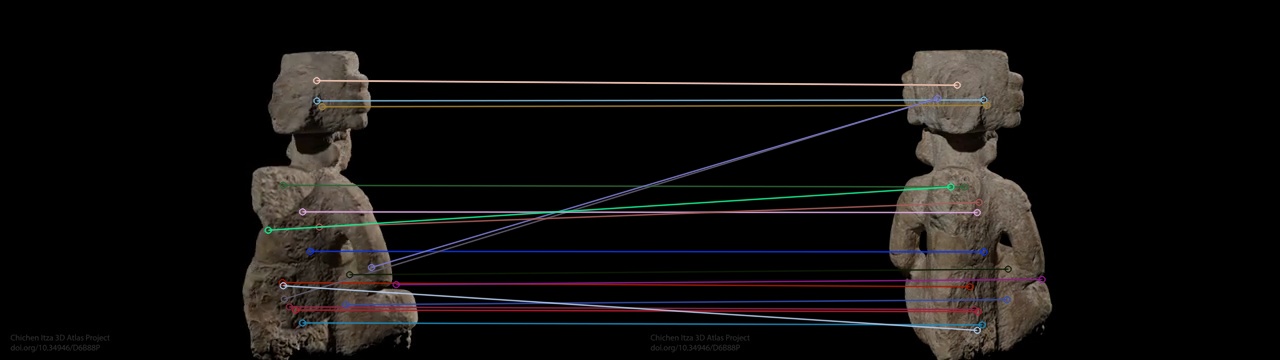 Chichen Itza 3D Atlas Project
doi.org/10.34946/D6B88P
Chichen Itza 3D Atlas Project
doi.org/10.34946/D6B88P